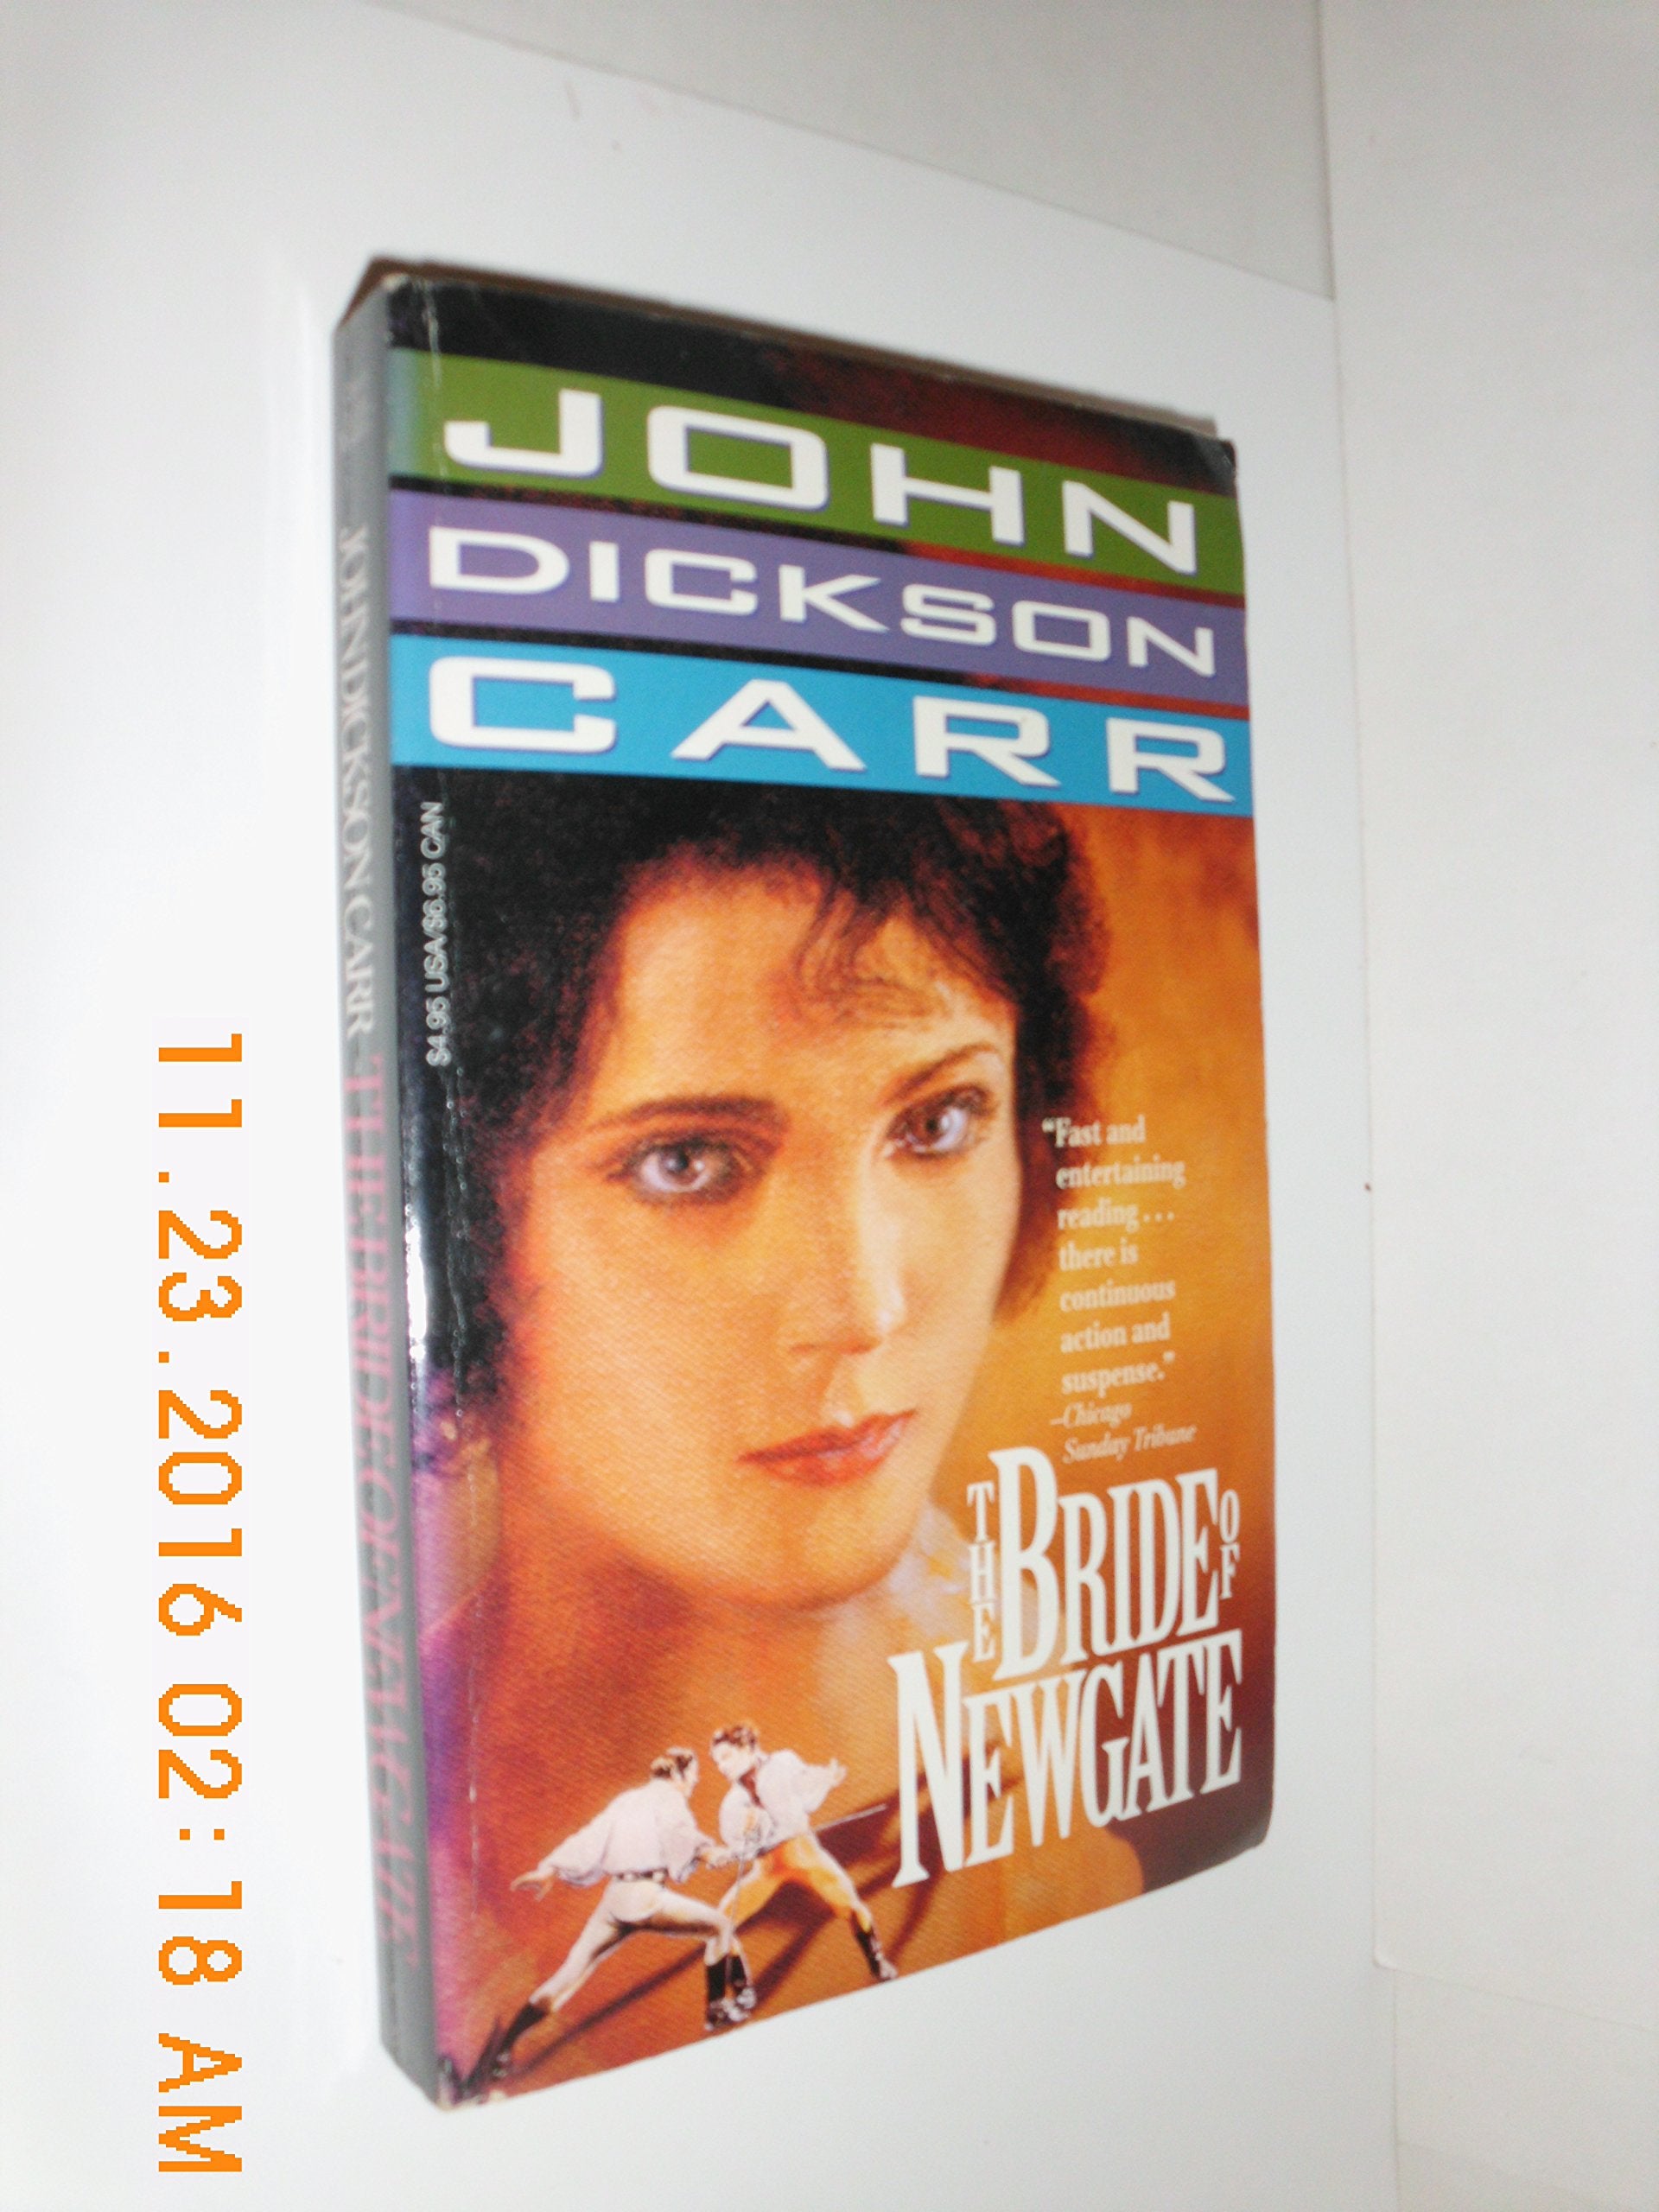 JOHN
DICKSON
CARR
$4.95 USA/$6.95 CAN
“Fast and
entertaining
reading...
there is
continuous
action and
suspense.”
—Chicago
Sunday Tribune
THE BRIDE OF
NEWGATE
JOHN DICKSON CARR THE BRIDE OF NEWGATE
11.23.2016 02:18 AM